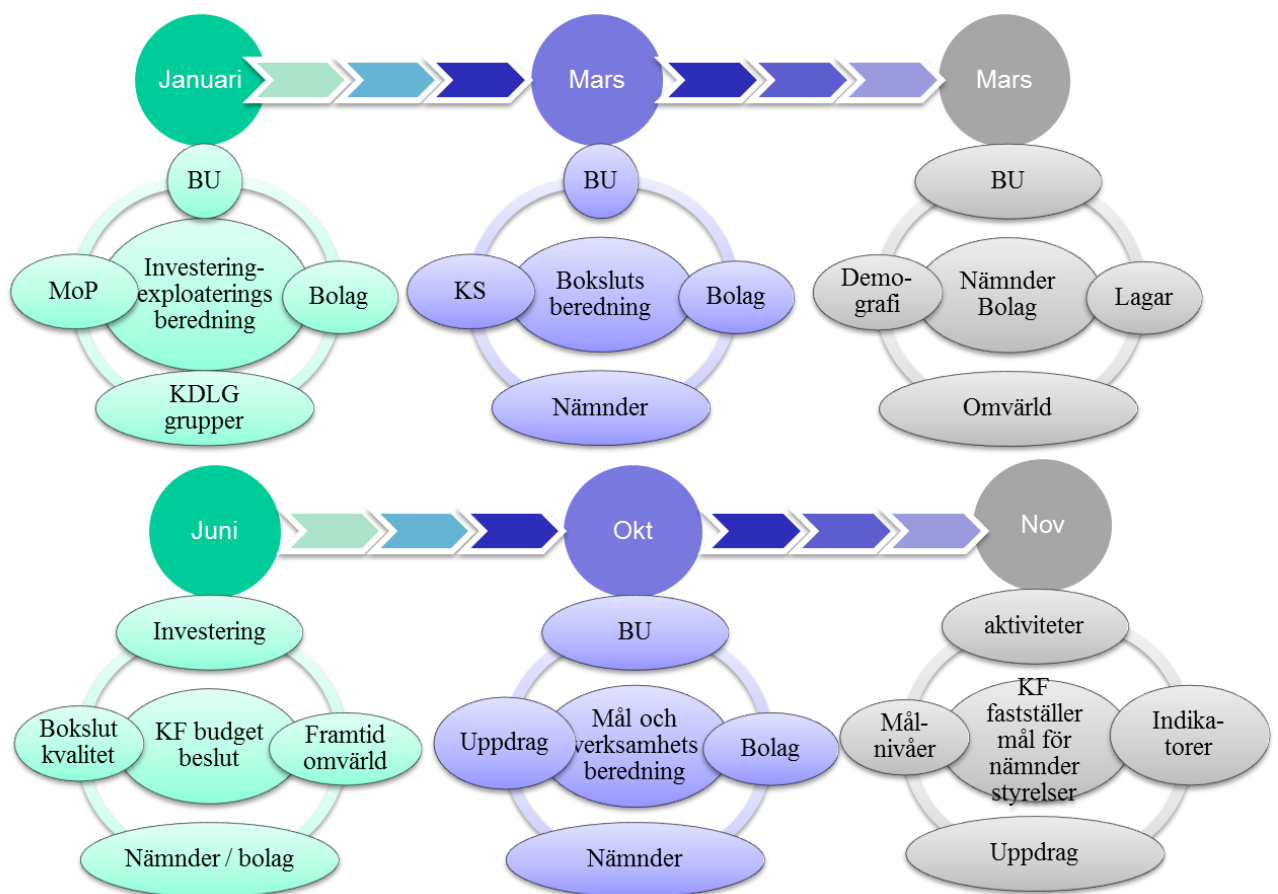 Januari
Mars
Mars
BU
MoP
Investering-
exploaterings
beredning
Bolag
KDLG
grupper
BU
KS
Boksluts
beredning
Bolag
Nämnder
BU
Demo-
grafi
Nämnder
Bolag
Lagar
Omvärld
Juni
Okt
Nov
Investering
Bokslut
kvalitet
KF budget
beslut
Framtid
omvärld
Nämnder / bolag
BU
Uppdrag
Mål och
verksamhets
beredning
Bolag
Nämnder
aktiviteter
Mål-
nivåer
KF
fastställer
mål för
nämnder
styrelser
Indika-
torer
Uppdrag